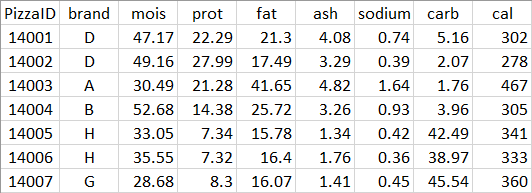 PizzaID brand mois prot fat ash sodium carb cal
14001 D 47.17 22.29 21.3 4.08 0.74 5.16 302
14002 D 49.16 27.99 17.49 3.29 0.39 2.07 278
14003 A 30.49 21.28 41.65 4.82 1.64 1.76 467
14004 B 52.68 14.38 25.72 3.26 0.93 3.96 305
14005 H 33.05 7.34 15.78 1.34 0.42 42.49 341
14006 H 35.55 7.32 16.4 1.76 0.36 38.97 333
14007 G 28.68 8.3 16.07 1.41 0.45 45.54 360